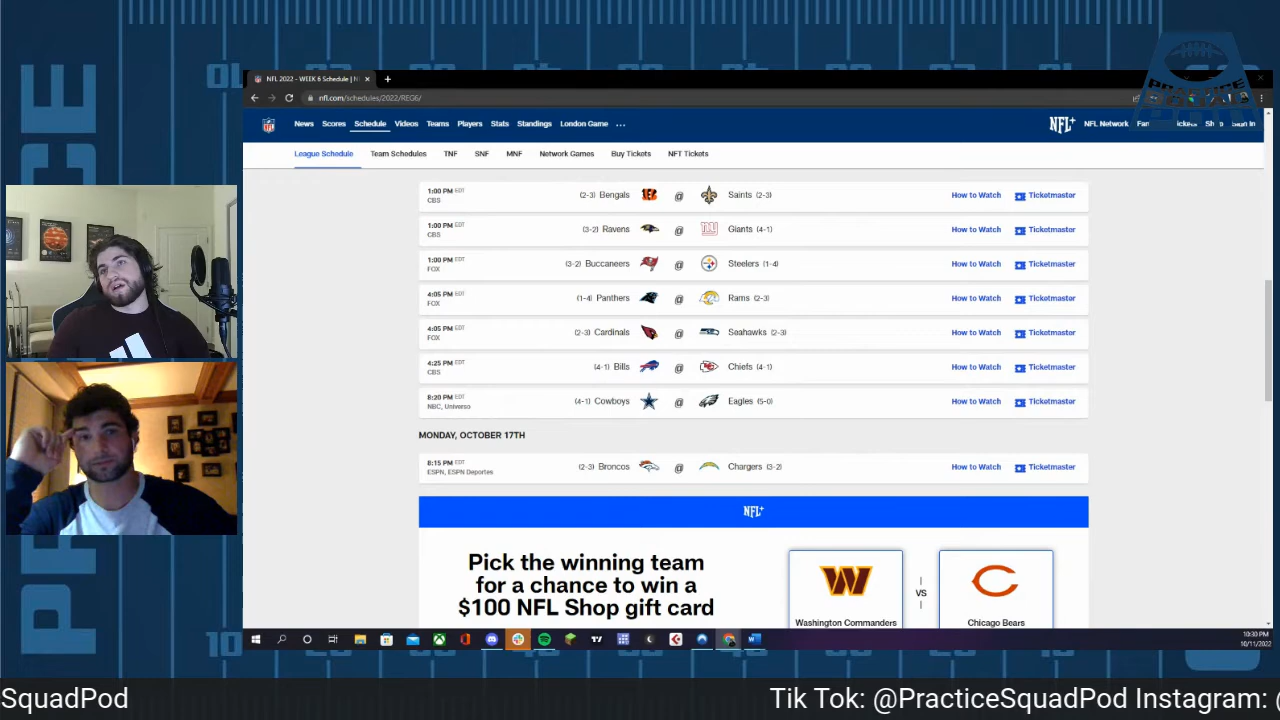 NFL 2022 - WEEK 6 Schedule | N
nfl.com/schedules/2022/REG6/
News Scores Schedule Videos Teams Players Stats Standings London Game ...
NFL+ NFL Network
Sign In
League Schedule Team Schedules TNF SNF MNF Network Games Buy Tickets NFT Tickets
1:00 PM EDT
CBS
(2-3) Bengals @ Saints (2-3) How to Watch Ticketmaster
1:00 PM EDT
CBS
(3-2) Ravens @ Giants (4-1) How to Watch Ticketmaster
1:00 PM EDT
FOX
(3-2) Buccaneers @ Steelers (1-4) How to Watch Ticketmaster
4:05 PM EDT
FOX
(1-4) Panthers @ Rams (2-3) How to Watch Ticketmaster
4:05 PM EDT
FOX
(2-3) Cardinals @ Seahawks (2-3) How to Watch Ticketmaster
4:25 PM EDT
CBS
(4-1) Bills @ Chiefs (4-1) How to Watch Ticketmaster
8:20 PM EDT
NBC, Universo
(4-1) Cowboys @ Eagles (5-0) How to Watch Ticketmaster
MONDAY, OCTOBER 17TH
8:15 PM EDT
ESPN, ESPN Deportes
(2-3) Broncos @ Chargers (3-2) How to Watch Ticketmaster
NFL+
Pick the winning team
for a chance to win a
$100 NFL Shop gift card
Washington Commanders
VS
Chicago Bears
10:30 PM
10/11/2022
SquadPod
Tik Tok: @PracticeSquadPod Instagram: @